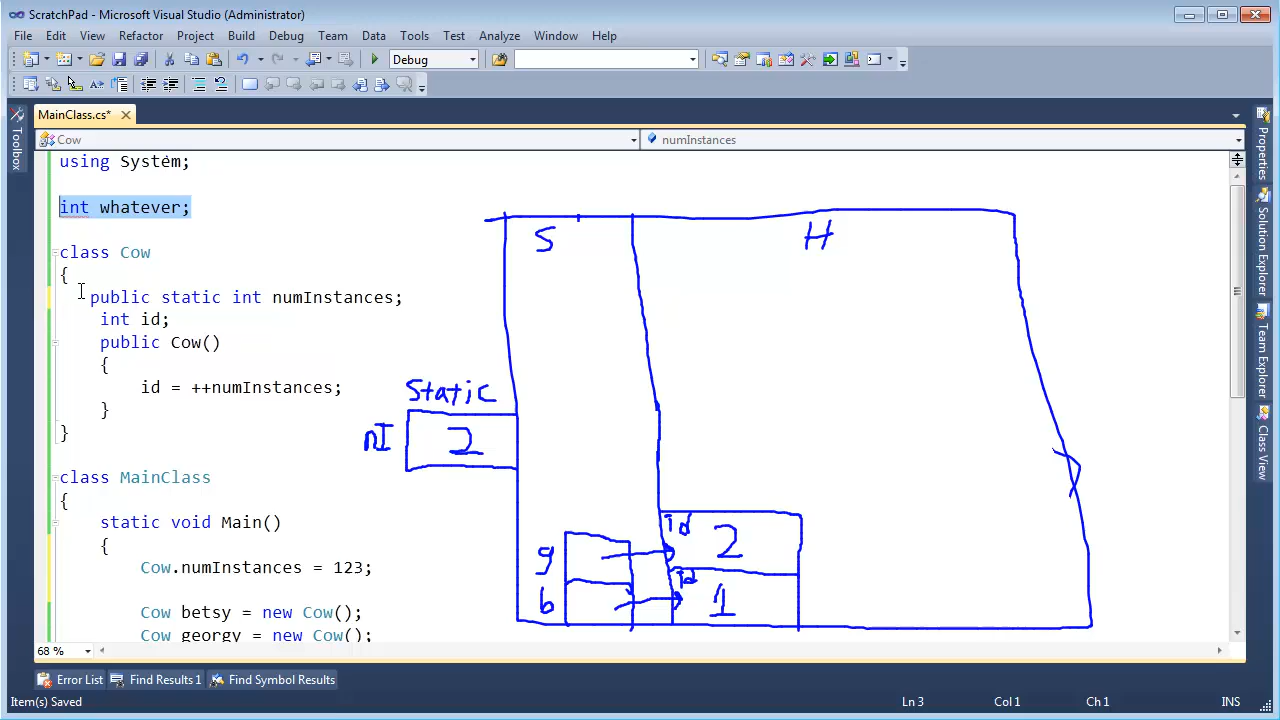 ScratchPad - Microsoft Visual Studio (Administrator)
File Edit View Refactor Project Build Debug Team Data Tools Test Analyze Window Help
Debug
MainClass.cs*
Cow numInstances
Toolbox
Properties
Solution Explorer
Team Explorer
Class View
using System;
int whatever;
class Cow
{
public static int numInstances;
int id;
public Cow()
{
id = ++numInstances;
}
}
class MainClass
{
static void Main()
{
Cow.numInstances = 123;
Cow betsy = new Cow();
Cow georgy = new Cow();
S H
Static
nI 2
id
g 2
id
b 1
68 %
Error List Find Results 1 Find Symbol Results
Item(s) Saved Ln 3 Col 1 Ch 1 INS